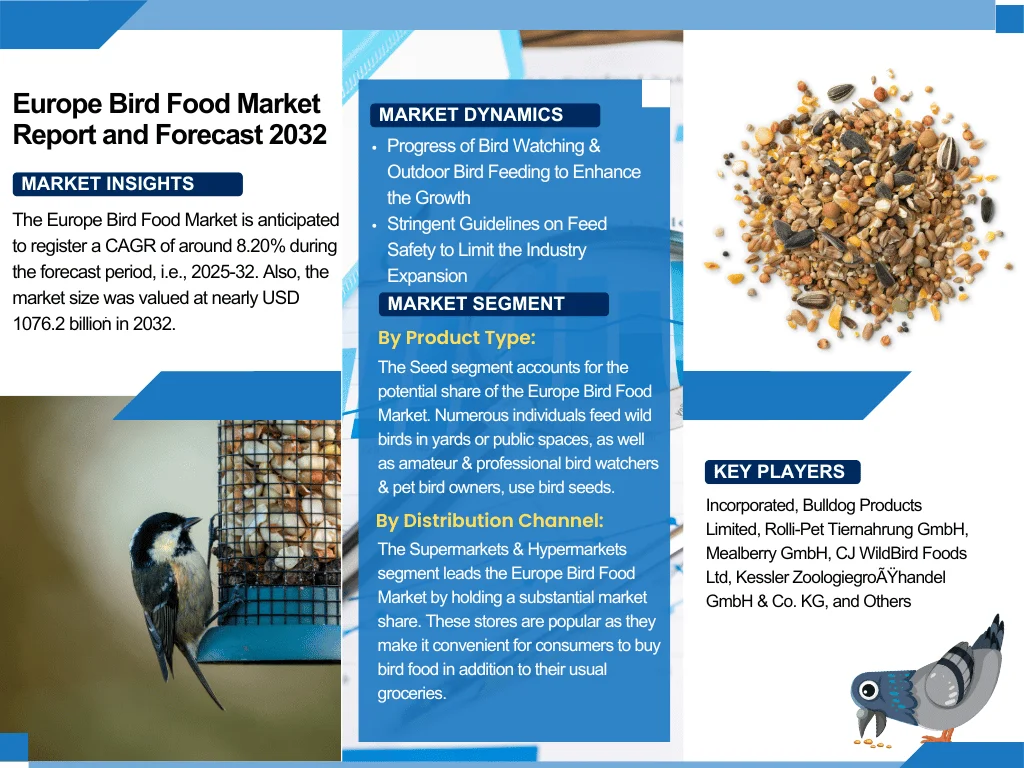 Europe Bird Food Market
Report and Forecast 2032
MARKET INSIGHTS
The Europe Bird Food Market is anticipated
to register a CAGR of around 8.20% during
the forecast period, i.e., 2025-32. Also, the
market size was valued at nearly USD
1076.2 billion in 2032.
MARKET DYNAMICS
• Progress of Bird Watching &
Outdoor Bird Feeding to Enhance
the Growth
• Stringent Guidelines on Feed
Safety to Limit the Industry
Expansion
MARKET SEGMENT
By Product Type:
The Seed segment accounts for the
potential share of the Europe Bird Food
Market. Numerous individuals feed wild
birds in yards or public spaces, as well
as amateur & professional bird watchers
& pet bird owners, use bird seeds.
By Distribution Channel:
The Supermarkets & Hypermarkets
segment leads the Europe Bird Food
Market by holding a substantial market
share. These stores are popular as they
make it convenient for consumers to buy
bird food in addition to their usual
groceries.
KEY PLAYERS
Incorporated, Bulldog Products
Limited, Rolli-Pet Tiernahrung GmbH,
Mealberry GmbH, CJ WildBird Foods
Ltd, Kessler ZoologiegroÃŸhandel
GmbH & Co. KG, and Others